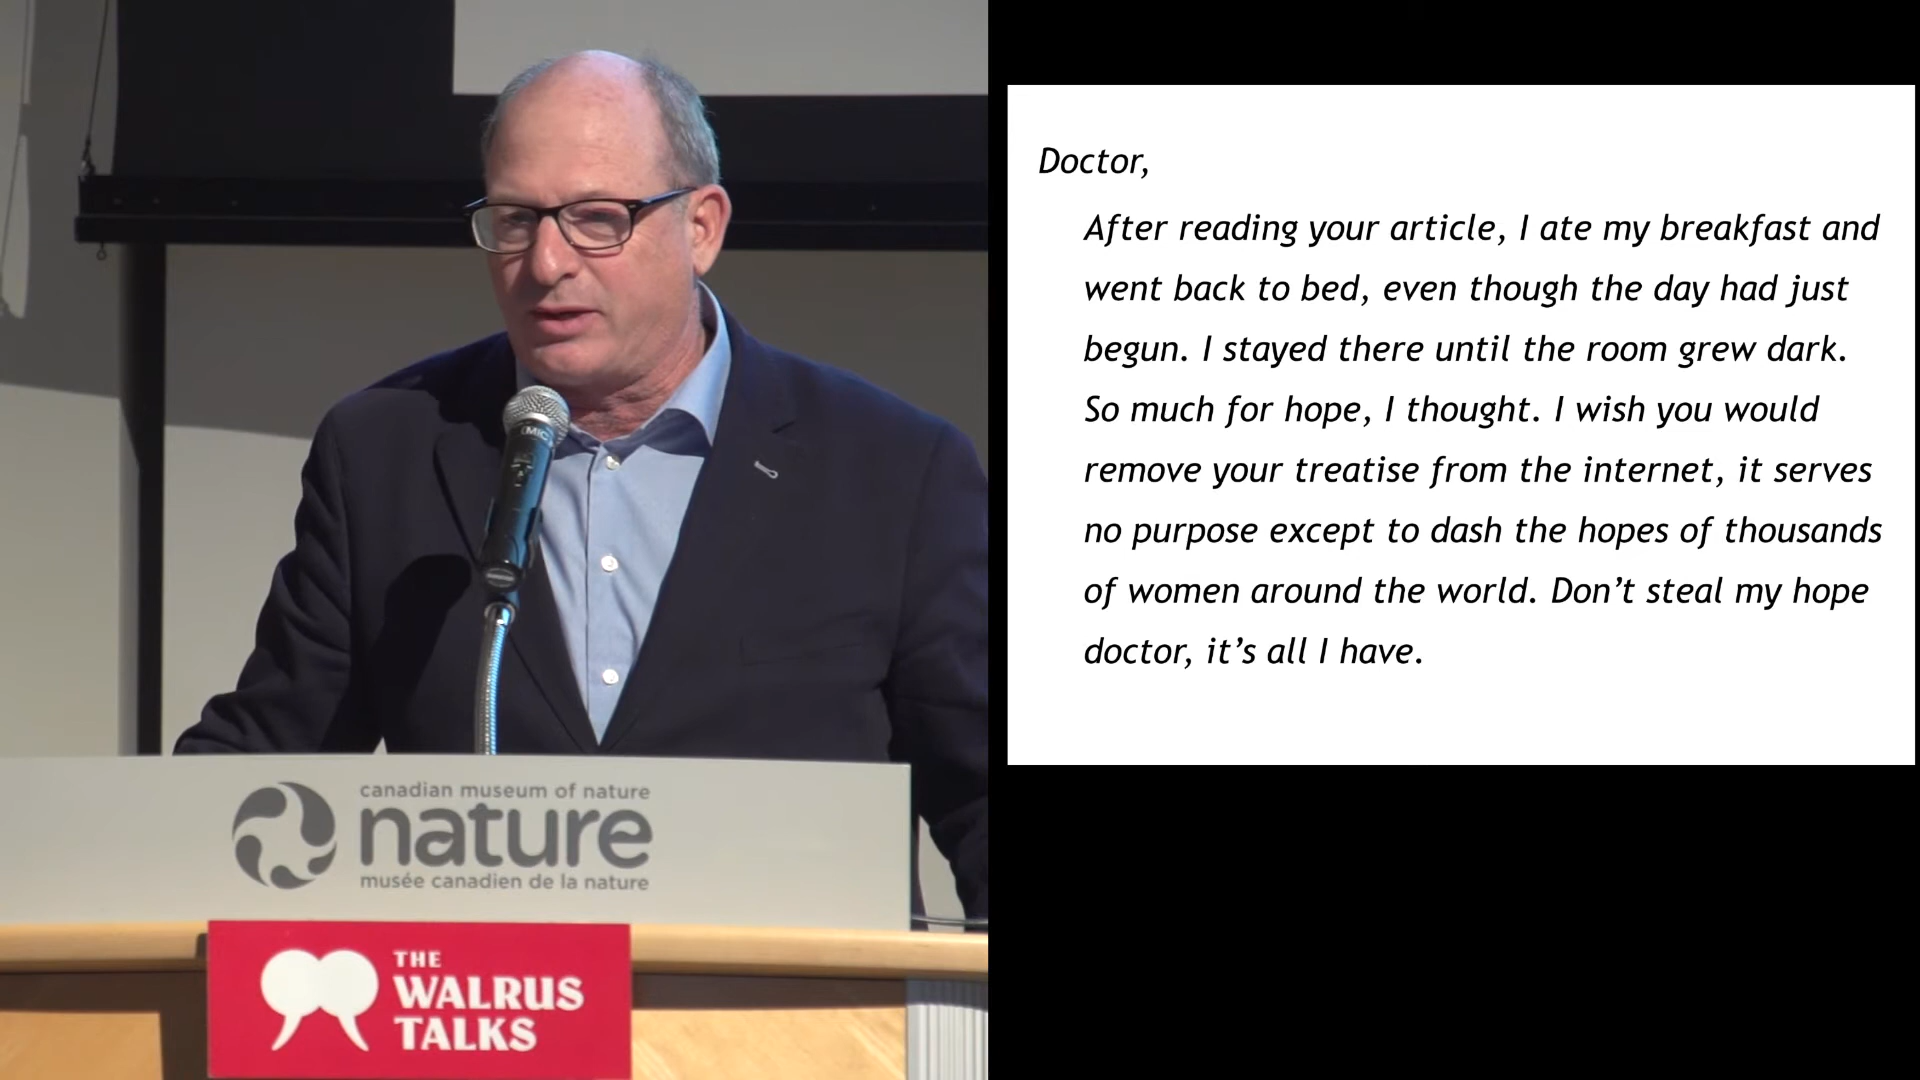 Doctor,
After reading your article, I ate my breakfast and
went back to bed, even though the day had just
begun. I stayed there until the room grew dark.
So much for hope, I thought. I wish you would
remove your treatise from the internet, it serves
no purpose except to dash the hopes of thousands
of women around the world. Don’t steal my hope
doctor, it’s all I have.
canadian museum of nature
nature
musée canadien de la nature
THE
WALRUS
TALKS